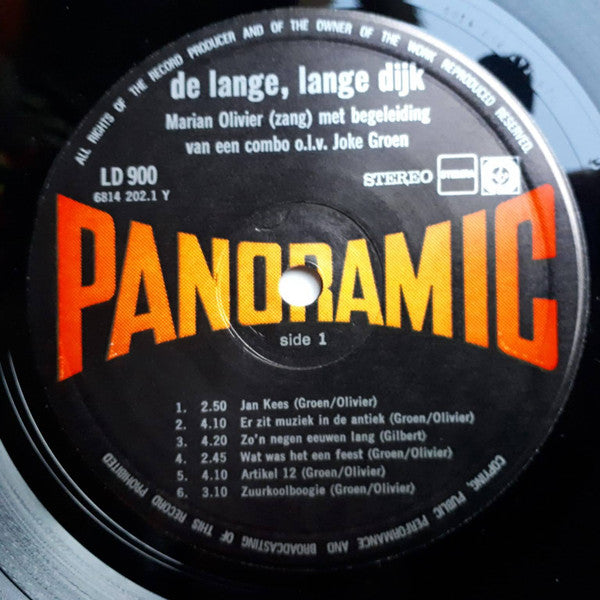 ALL RIGHTS OF THE RECORD PRODUCER AND OF THE OWNER OF THE WORK REPRODUCED RESERVED.
de lange, lange dijk
Marian Olivier (zang) met begeleiding
van een combo o.l.v. Joke Groen
LD 900
6814 202.1 Y
STEREO
STEMRA
PANORAMIC
side 1
1. 2.50 Jan Kees (Groen/Olivier)
2. 4.10 Er zit muziek in de antiek (Groen/Olivier)
3. 4.20 Zo'n negen eeuwen lang (Gilbert)
4. 2.45 Wat was het een feest (Groen/Olivier)
5. 4.10 Artikel 12 (Groen/Olivier)
6. 3.10 Zuurkoolboogie (Groen/Olivier)
COPYING, PUBLIC PERFORMANCE AND BROADCASTING OF THIS RECORD PROHIBITED